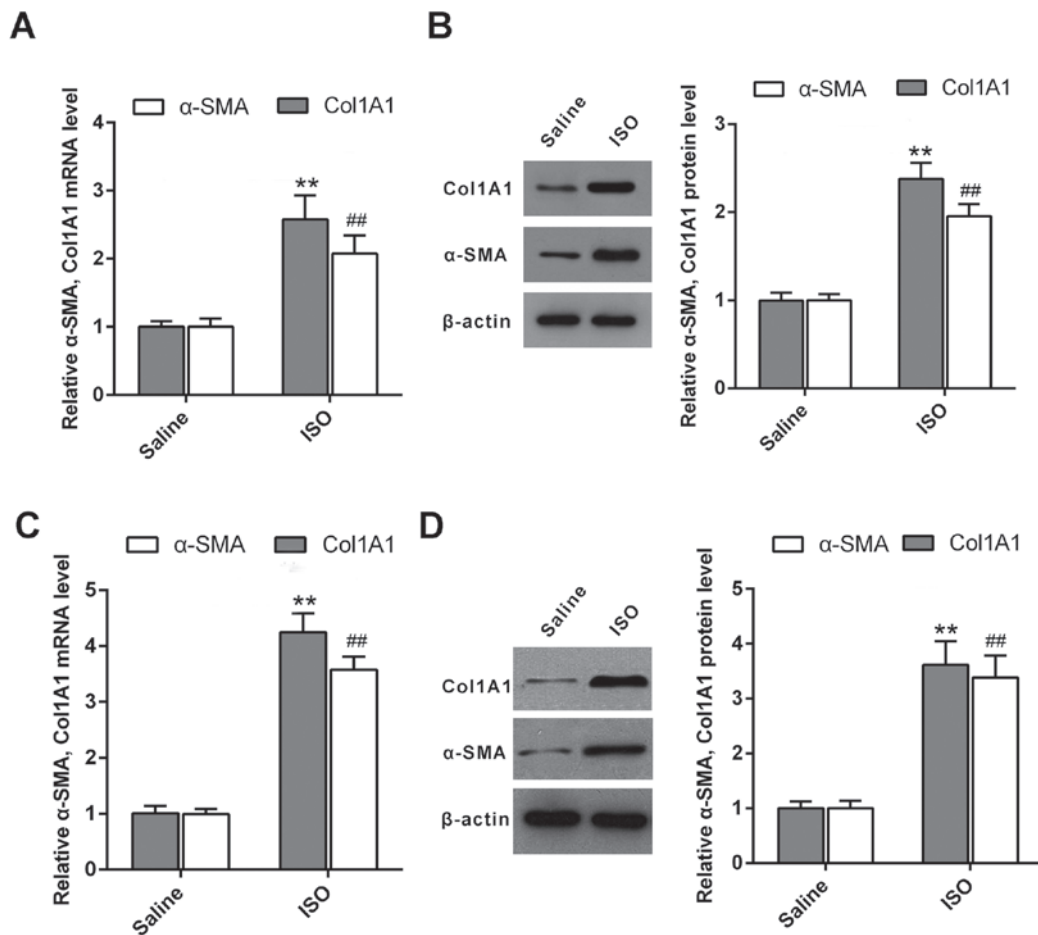 A
α-SMA Col1A1
Relative α-SMA, Col1A1 mRNA level
4
3
2
1
0
**
##
Saline
ISO
B
Saline
ISO
Col1A1
α-SMA
β-actin
α-SMA Col1A1
Relative α-SMA, Col1A1 protein level
3
2
1
0
**
##
Saline
ISO
C
α-SMA Col1A1
Relative α-SMA, Col1A1 mRNA level
5
4
3
2
1
0
**
##
Saline
ISO
D
Saline
ISO
Col1A1
α-SMA
β-actin
α-SMA Col1A1
Relative α-SMA, Col1A1 protein level
5
4
3
2
1
0
**
##
Saline
ISO